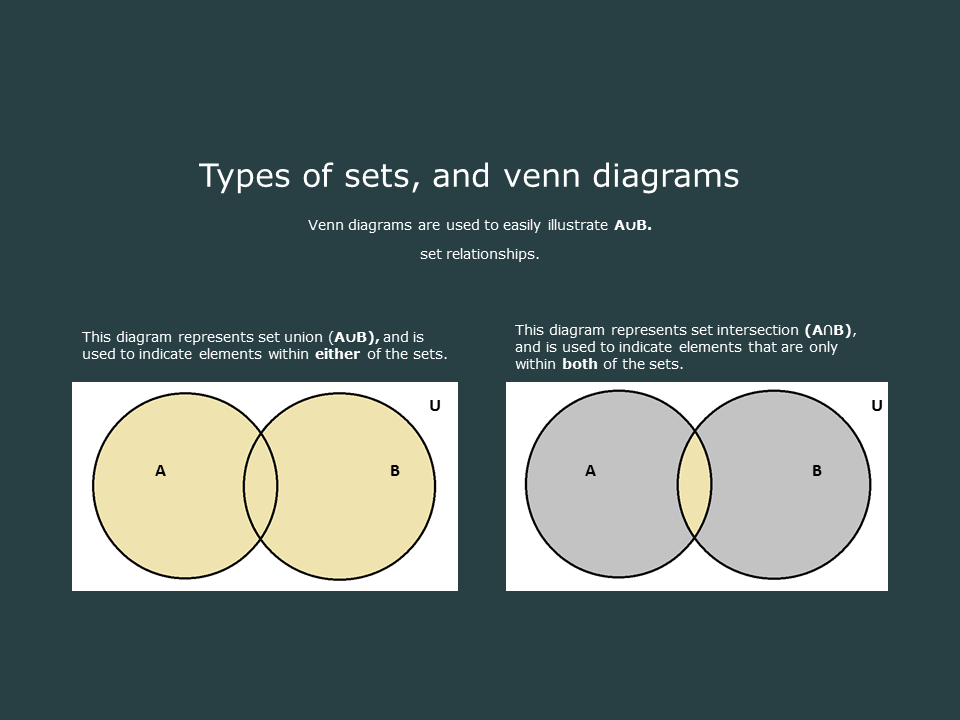 Types of sets, and venn diagrams
Venn diagrams are used to easily illustrate A∪B.
set relationships.
This diagram represents set union (A∪B), and is
used to indicate elements within either of the sets.
This diagram represents set intersection (A∩B),
and is used to indicate elements that are only
within both of the sets.
U
A
B
U
A
B